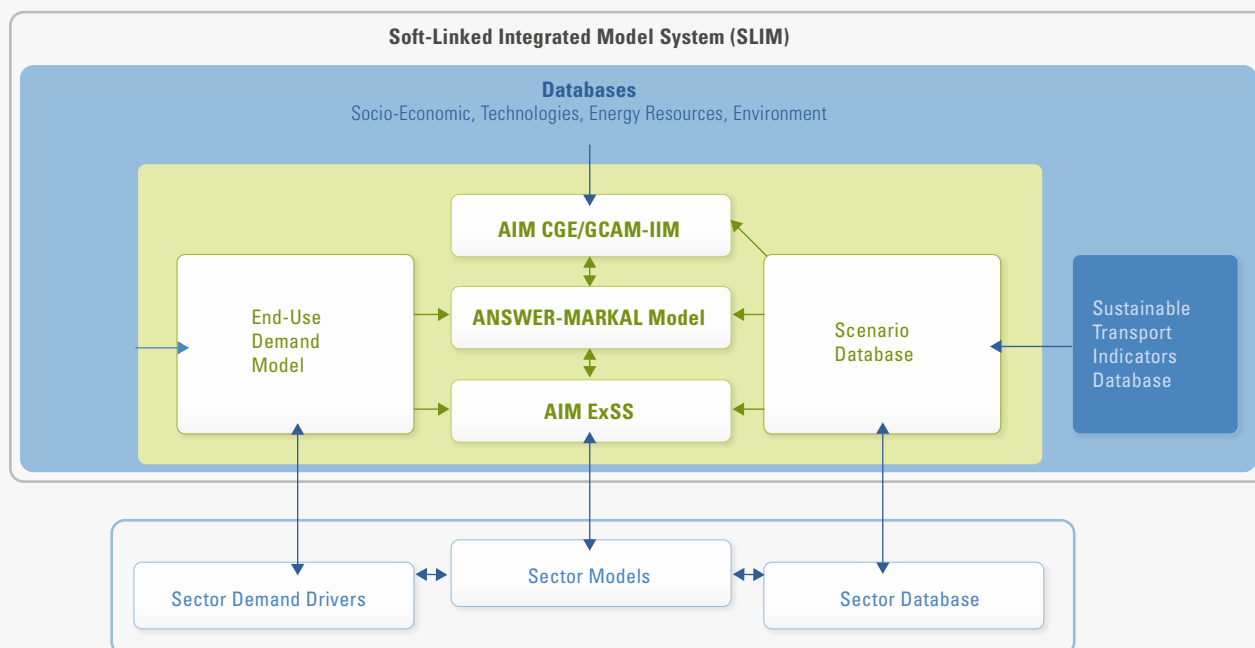 Soft-Linked Integrated Model System (SLIM)
Databases
Socio-Economic, Technologies, Energy Resources, Environment
AIM CGE/GCAM-IIM
End-Use
Demand
Model
ANSWER-MARKAL Model
Scenario
Database
Sustainable
Transport
Indicators
Database
AIM ExSS
Sector Demand Drivers
Sector Models
Sector Database